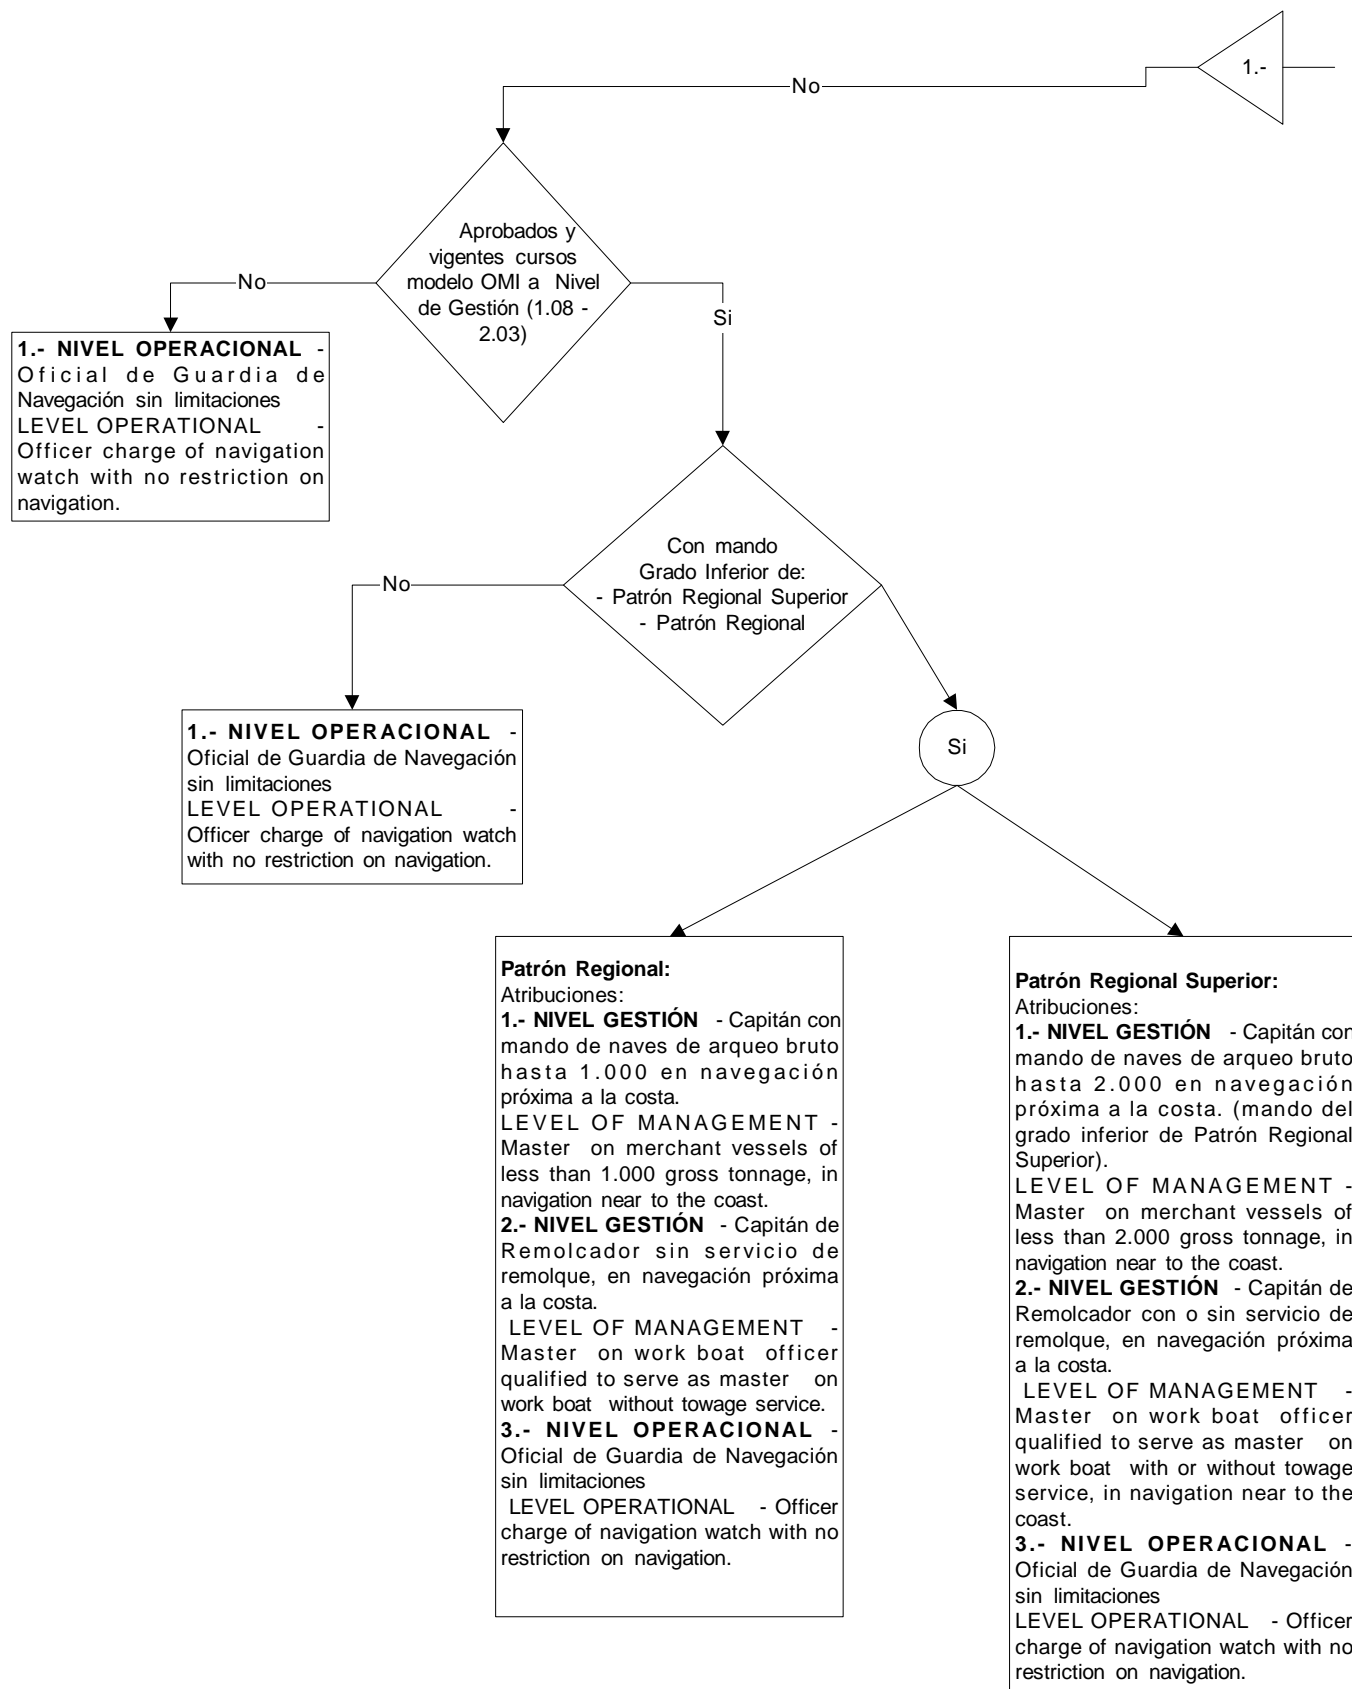 1.-
No
Aprobados y
vigentes cursos
modelo OMI a Nivel
de Gestión (1.08 -
2.03)
No
Si
1.- NIVEL OPERACIONAL -
Oficial de Guardia de
Navegación sin limitaciones
LEVEL OPERATIONAL -
Officer charge of navigation
watch with no restriction on
navigation.
Con mando
Grado Inferior de:
- Patrón Regional Superior
- Patrón Regional
No
Si
1.- NIVEL OPERACIONAL -
Oficial de Guardia de Navegación
sin limitaciones
LEVEL OPERATIONAL -
Officer charge of navigation watch
with no restriction on navigation.
Patrón Regional:
Atribuciones:
1.- NIVEL GESTIÓN - Capitán con
mando de naves de arqueo bruto
hasta 1.000 en navegación
próxima a la costa.
LEVEL OF MANAGEMENT -
Master on merchant vessels of
less than 1.000 gross tonnage, in
navigation near to the coast.
2.- NIVEL GESTIÓN - Capitán de
Remolcador sin servicio de
remolque, en navegación próxima
a la costa.
LEVEL OF MANAGEMENT -
Master on work boat officer
qualified to serve as master on
work boat without towage service.
3.- NIVEL OPERACIONAL -
Oficial de Guardia de Navegación
sin limitaciones
LEVEL OPERATIONAL - Officer
charge of navigation watch with no
restriction on navigation.
Patrón Regional Superior:
Atribuciones:
1.- NIVEL GESTIÓN - Capitán con
mando de naves de arqueo bruto
hasta 2.000 en navegación
próxima a la costa. (mando del
grado inferior de Patrón Regional
Superior).
LEVEL OF MANAGEMENT -
Master on merchant vessels of
less than 2.000 gross tonnage, in
navigation near to the coast.
2.- NIVEL GESTIÓN - Capitán de
Remolcador con o sin servicio de
remolque, en navegación próxima
a la costa.
LEVEL OF MANAGEMENT -
Master on work boat officer
qualified to serve as master on
work boat with or without towage
service, in navigation near to the
coast.
3.- NIVEL OPERACIONAL -
Oficial de Guardia de Navegación
sin limitaciones
LEVEL OPERATIONAL - Officer
charge of navigation watch with no
restriction on navigation.